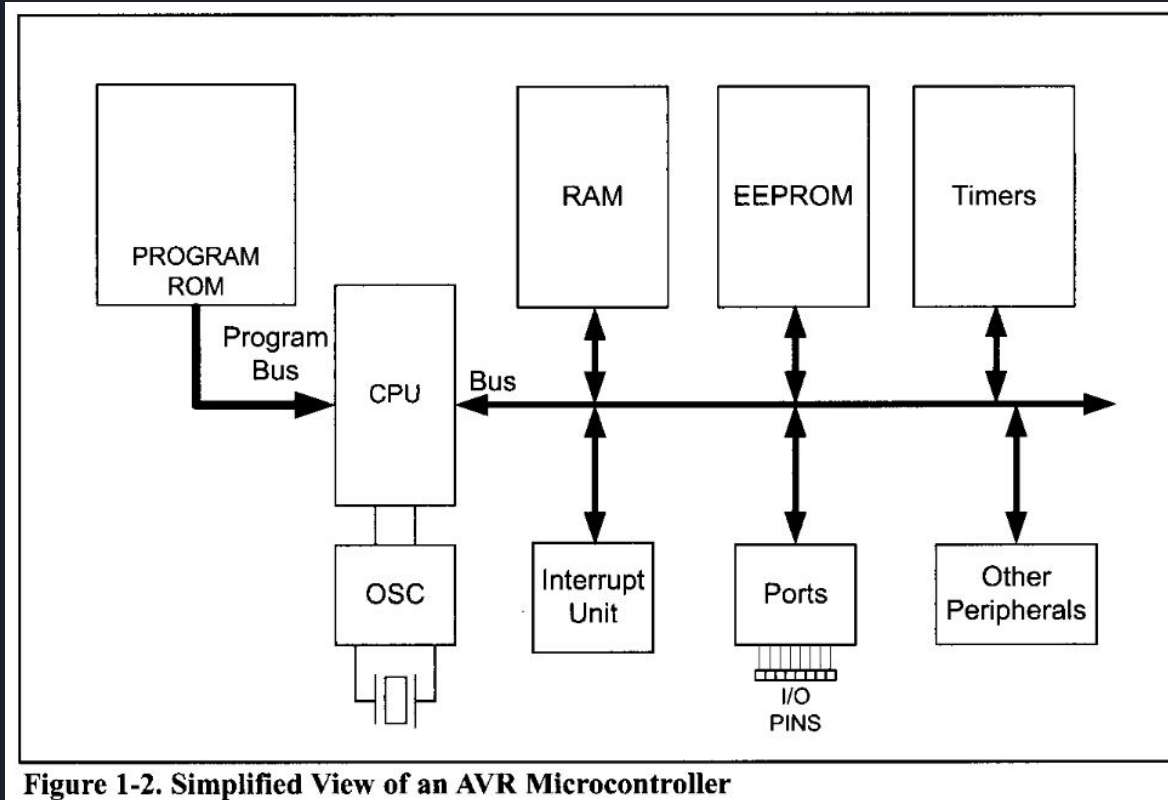 PROGRAM
ROM
Program
Bus
CPU
OSC
Bus
RAM
EEPROM
Timers
Interrupt
Unit
Ports
I/O
PINS
Other
Peripherals
Figure 1-2. Simplified View of an AVR Microcontroller